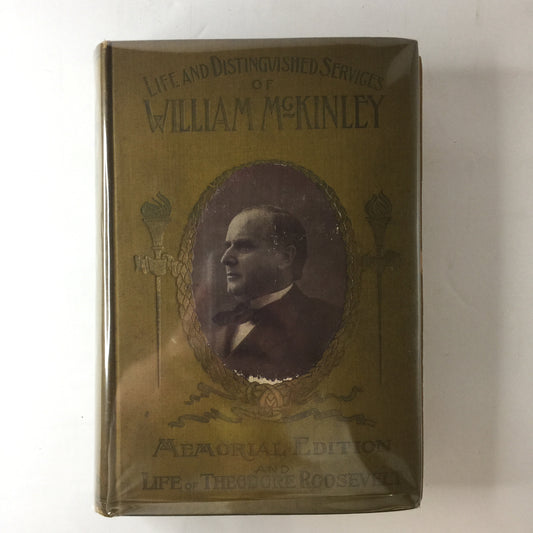 LIFE AND DISTINGUISHED SERVICES
OF
WILLIAM McKINLEY
MEMORIAL EDITION
AND
LIFE OF THEODORE ROOSEVELT